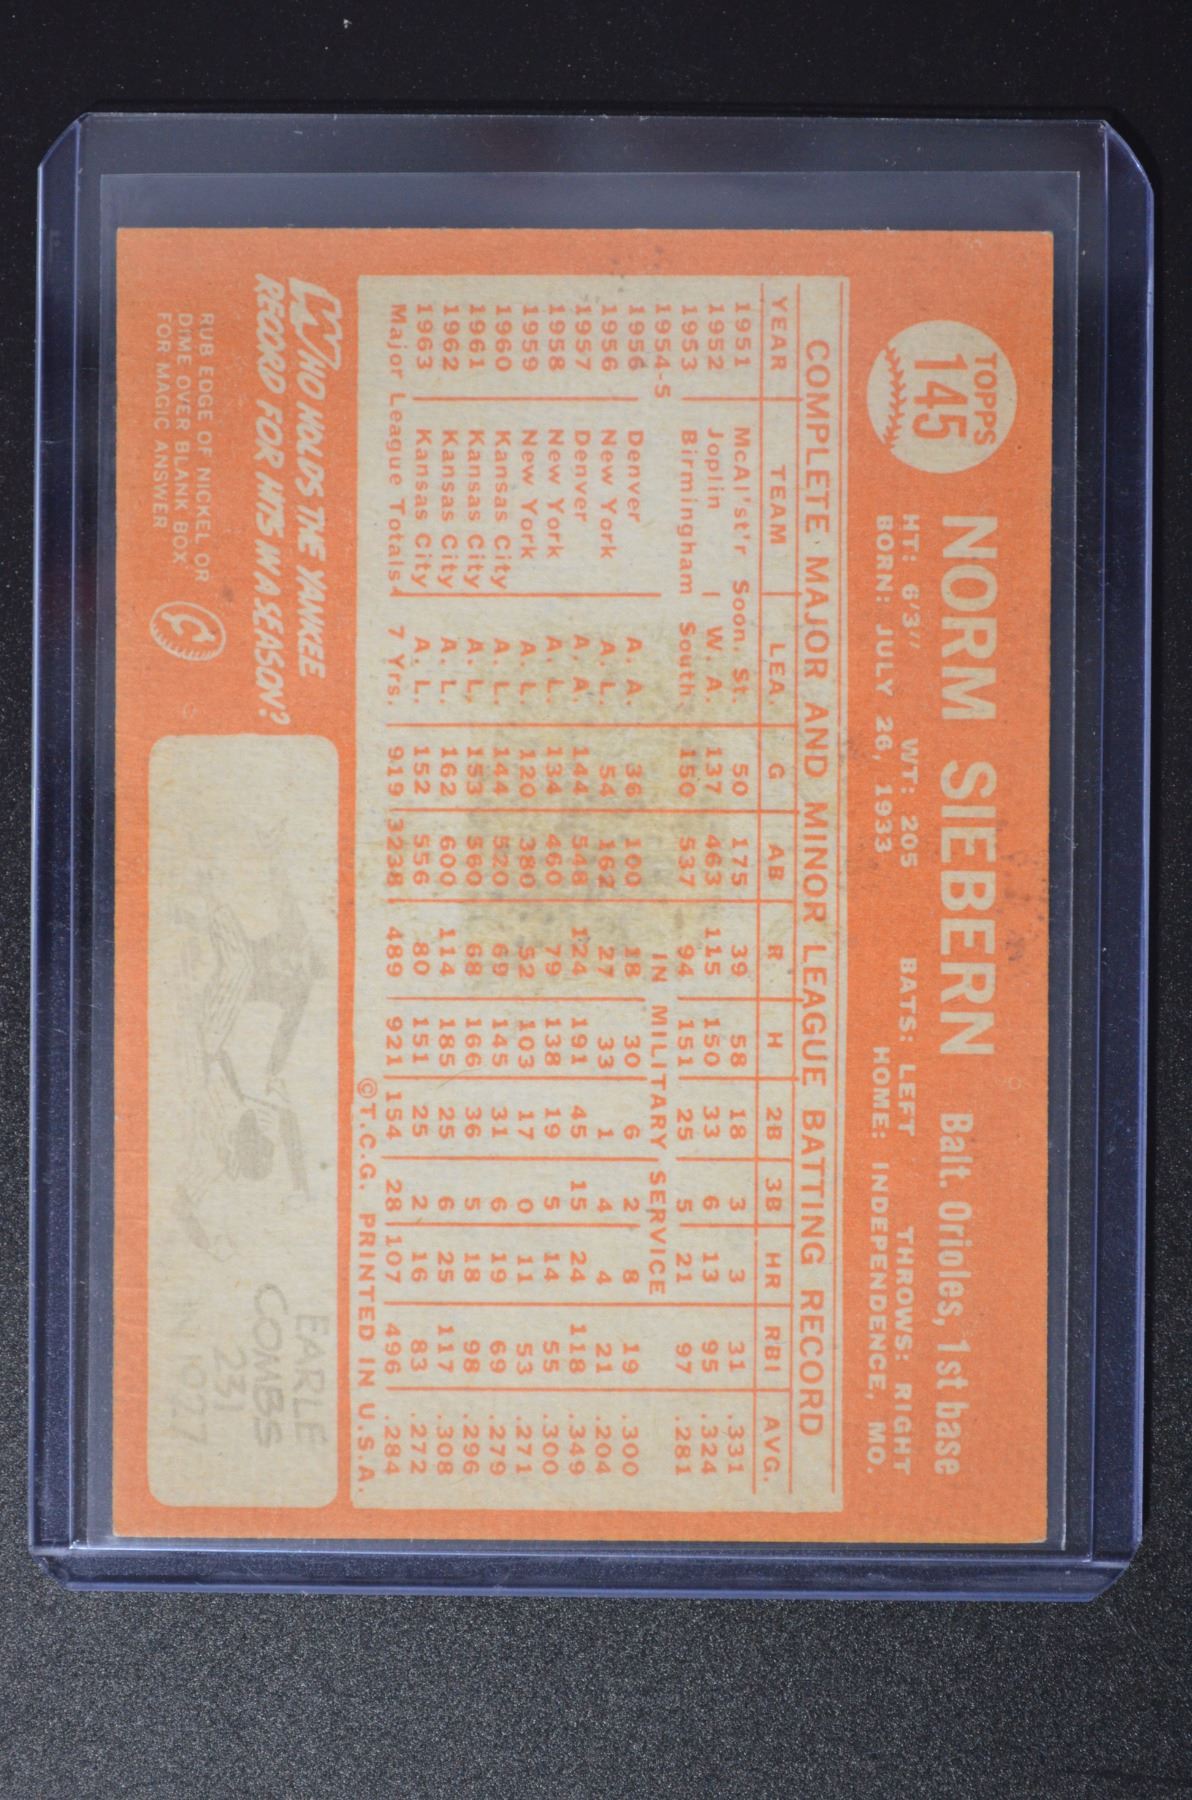 TOPPS
145
NORM SIEBERN Balt. Orioles, 1st base
HT: 6'3" WT: 205 BATS: LEFT THROWS: RIGHT
BORN: JULY 26, 1933 HOME: INDEPENDENCE, MO.
COMPLETE MAJOR AND MINOR LEAGUE BATTING RECORD
YEAR TEAM LEA. G AB R H 2B 3B HR RBI AVG.
1951 McAl'st'r Soon. St. 50 175 39 58 18 3 3 31 .331
1952 Joplin W. A. 137 463 115 150 33 6 13 95 .324
1953 Birmingham South. 150 537 94 151 25 5 21 97 .281
1954-5 IN MILITARY SERVICE
1956 Denver A. A. 36 100 18 30 6 2 8 19 .300
1956 New York A. L. 54 162 27 33 1 4 4 21 .204
1957 Denver A. A. 144 548 124 191 45 15 24 118 .349
1958 New York A. L. 134 460 79 138 19 5 14 55 .300
1959 New York A. L. 120 380 52 103 17 0 11 53 .271
1960 Kansas City A. L. 144 520 69 145 31 6 19 69 .279
1961 Kansas City A. L. 153 560 68 166 36 5 18 98 .296
1962 Kansas City A. L. 162 600 114 185 25 6 25 117 .308
1963 Kansas City A. L. 152 556 80 151 25 2 16 83 .272
Major League Totals 7 Yrs. 919 3238 489 921 154 28 107 496 .284
©T.C.G. PRINTED IN U.S.A.
WHO HOLDS THE YANKEE
RECORD FOR HITS IN A SEASON?
RUB EDGE OF NICKEL OR
DIME OVER BLANK BOX
FOR MAGIC ANSWER
EARLE
COMBS
231
IN 1927